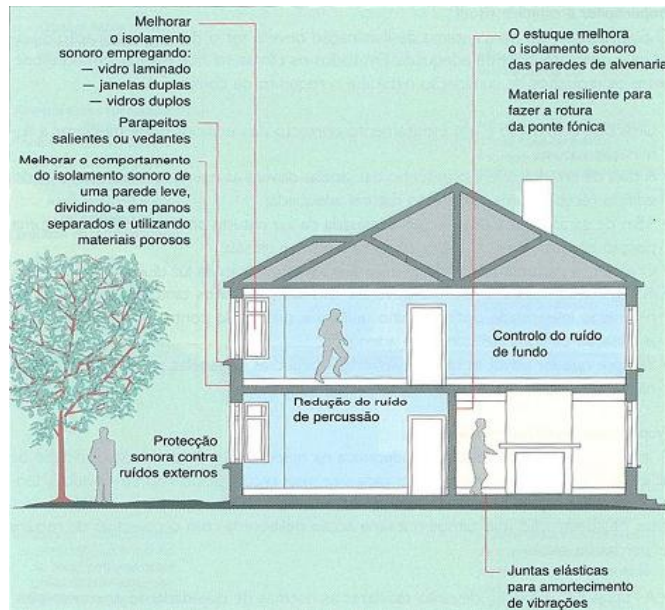 Melhorar
o isolamento
sonoro empregando:
— vidro laminado
— janelas duplas
— vidros duplos
Parapeitos
salientes ou vedantes
Melhorar o comportamento
do isolamento sonoro de
uma parede leve,
dividindo-a em panos
separados e utilizando
materiais porosos
O estuque melhora
o isolamento sonoro
das paredes de alvenaria
Material resiliente para
fazer a rotura
da ponte fónica
Controlo do ruído
de fundo
Redução do ruído
de percussão
Protecção
sonora contra
ruídos externos
Juntas elásticas
para amortecimento
de vibrações